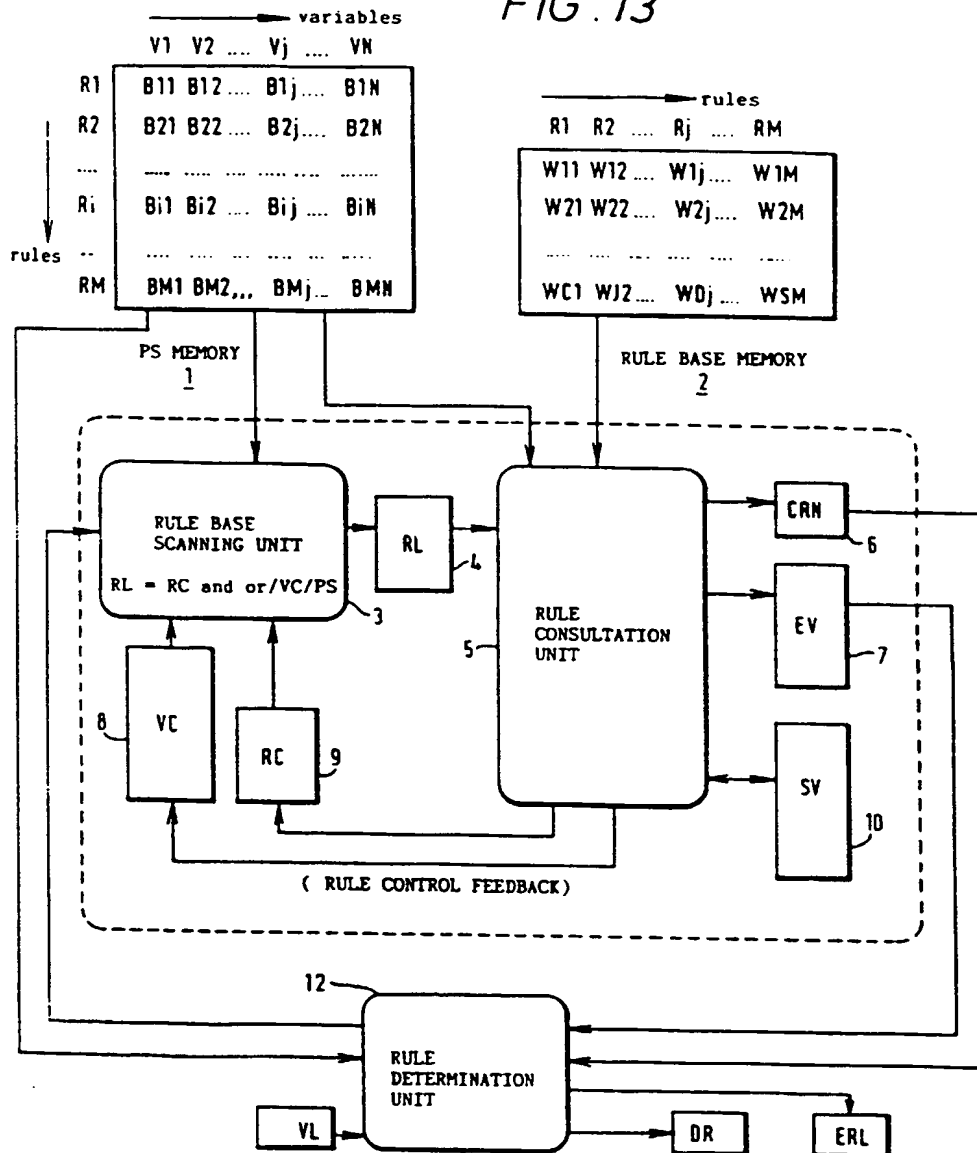 FIG. 13
variables
V1 V2 .... Vj .... VN
R1 B11 B12 .... B1j .... B1N
R2 B21 B22 .... B2j .... B2N
.... ..... ..... .... ..... .......
Ri Bi1 Bi2 .... Bij .... BiN
rules .. .... ..... .... ..... .....
RM BM1 BM2,,, BMj... BMN
rules
R1 R2 .... Rj .... RM
W11 W12 .... W1j .... W1M
W21 W22 .... W2j .... W2M
.... ..... .... .... .... .....
WC1 WJ2 .... WDj .... WSM
PS MEMORY
1
RULE BASE MEMORY
2
RULE BASE
SCANNING UNIT
RL = RC and or/VC/PS
3
RL
4
RULE
CONSULTATION
UNIT
5
CRN
6
EV
7
VC
8
RC
9
SV
10
( RULE CONTROL FEEDBACK)
12
RULE
DETERMINATION
UNIT
VL
DR
ERL